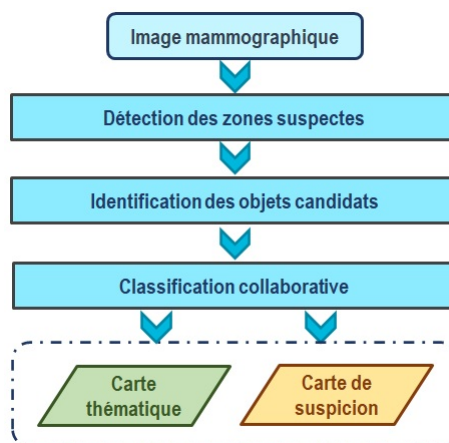 Image mammographique
Détection des zones suspectes
Identification des objets candidats
Classification collaborative
Carte
thématique
Carte de
suspicion